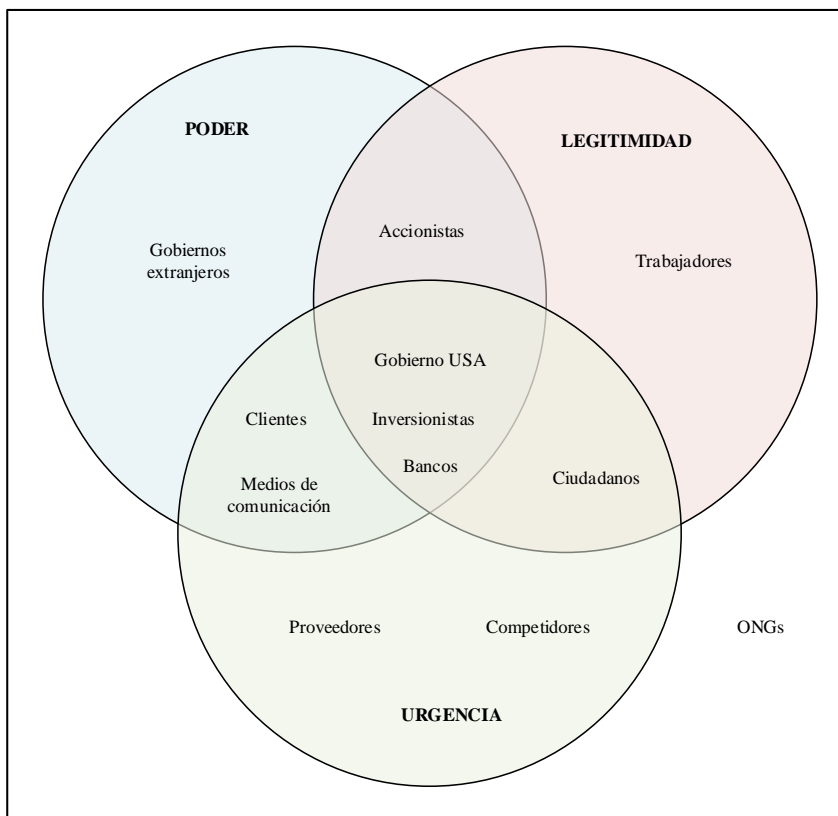 PODER
LEGITIMIDAD
Accionistas
Gobiernos
extranjeros
Trabajadores
Gobierno USA
Clientes
Inversionistas
Bancos
Medios de
comunicación
Ciudadanos
Proveedores
Competidores
ONGs
URGENCIA